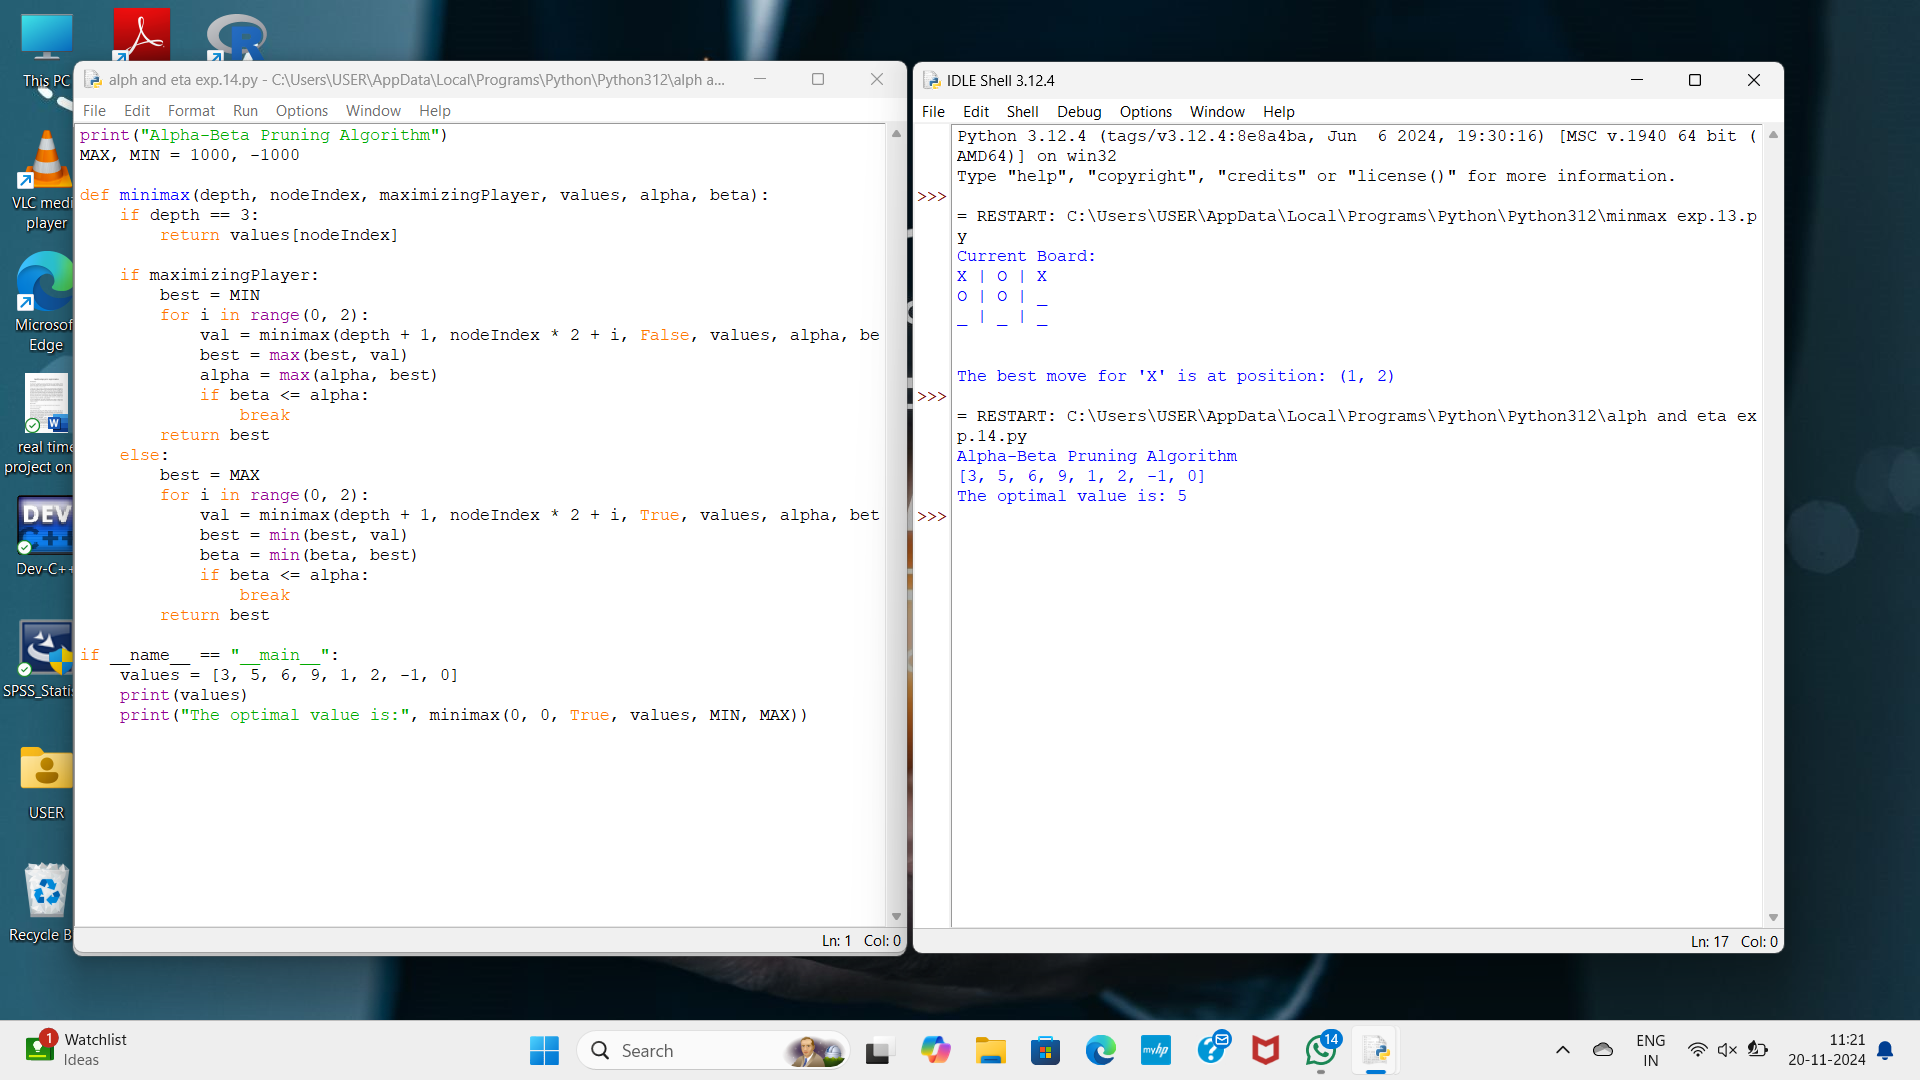 This PC
alph and eta exp.14.py - C:\Users\USER\AppData\Local\Programs\Python\Python312\alph a...
File Edit Format Run Options Window Help
print("Alpha-Beta Pruning Algorithm")
MAX, MIN = 1000, -1000
def minimax(depth, nodeIndex, maximizingPlayer, values, alpha, beta):
    if depth == 3:
        return values[nodeIndex]
    if maximizingPlayer:
        best = MIN
        for i in range(0, 2):
            val = minimax(depth + 1, nodeIndex * 2 + i, False, values, alpha, be
            best = max(best, val)
            alpha = max(alpha, best)
            if beta <= alpha:
                break
        return best
    else:
        best = MAX
        for i in range(0, 2):
            val = minimax(depth + 1, nodeIndex * 2 + i, True, values, alpha, bet
            best = min(best, val)
            beta = min(beta, best)
            if beta <= alpha:
                break
        return best
if __name__ == "__main__":
    values = [3, 5, 6, 9, 1, 2, -1, 0]
    print(values)
    print("The optimal value is:", minimax(0, 0, True, values, MIN, MAX))
Ln: 1 Col: 0
IDLE Shell 3.12.4
File Edit Shell Debug Options Window Help
Python 3.12.4 (tags/v3.12.4:8e8a4ba, Jun  6 2024, 19:30:16) [MSC v.1940 64 bit (
AMD64)] on win32
Type "help", "copyright", "credits" or "license()" for more information.
>>>
= RESTART: C:\Users\USER\AppData\Local\Programs\Python\Python312\minmax exp.13.p
y
Current Board:
X | O | X
O | O | _
_ | _ | _
The best move for 'X' is at position: (1, 2)
>>>
= RESTART: C:\Users\USER\AppData\Local\Programs\Python\Python312\alph and eta ex
p.14.py
Alpha-Beta Pruning Algorithm
[3, 5, 6, 9, 1, 2, -1, 0]
The optimal value is: 5
>>>
Ln: 17 Col: 0
VLC medi
player
Microsof
Edge
real time
project on
DEV
C++
Dev-C++
SPSS_Stati
USER
Recycle B
1
Watchlist
Ideas
Search
myhp
14
ENG
IN
11:21
20-11-2024